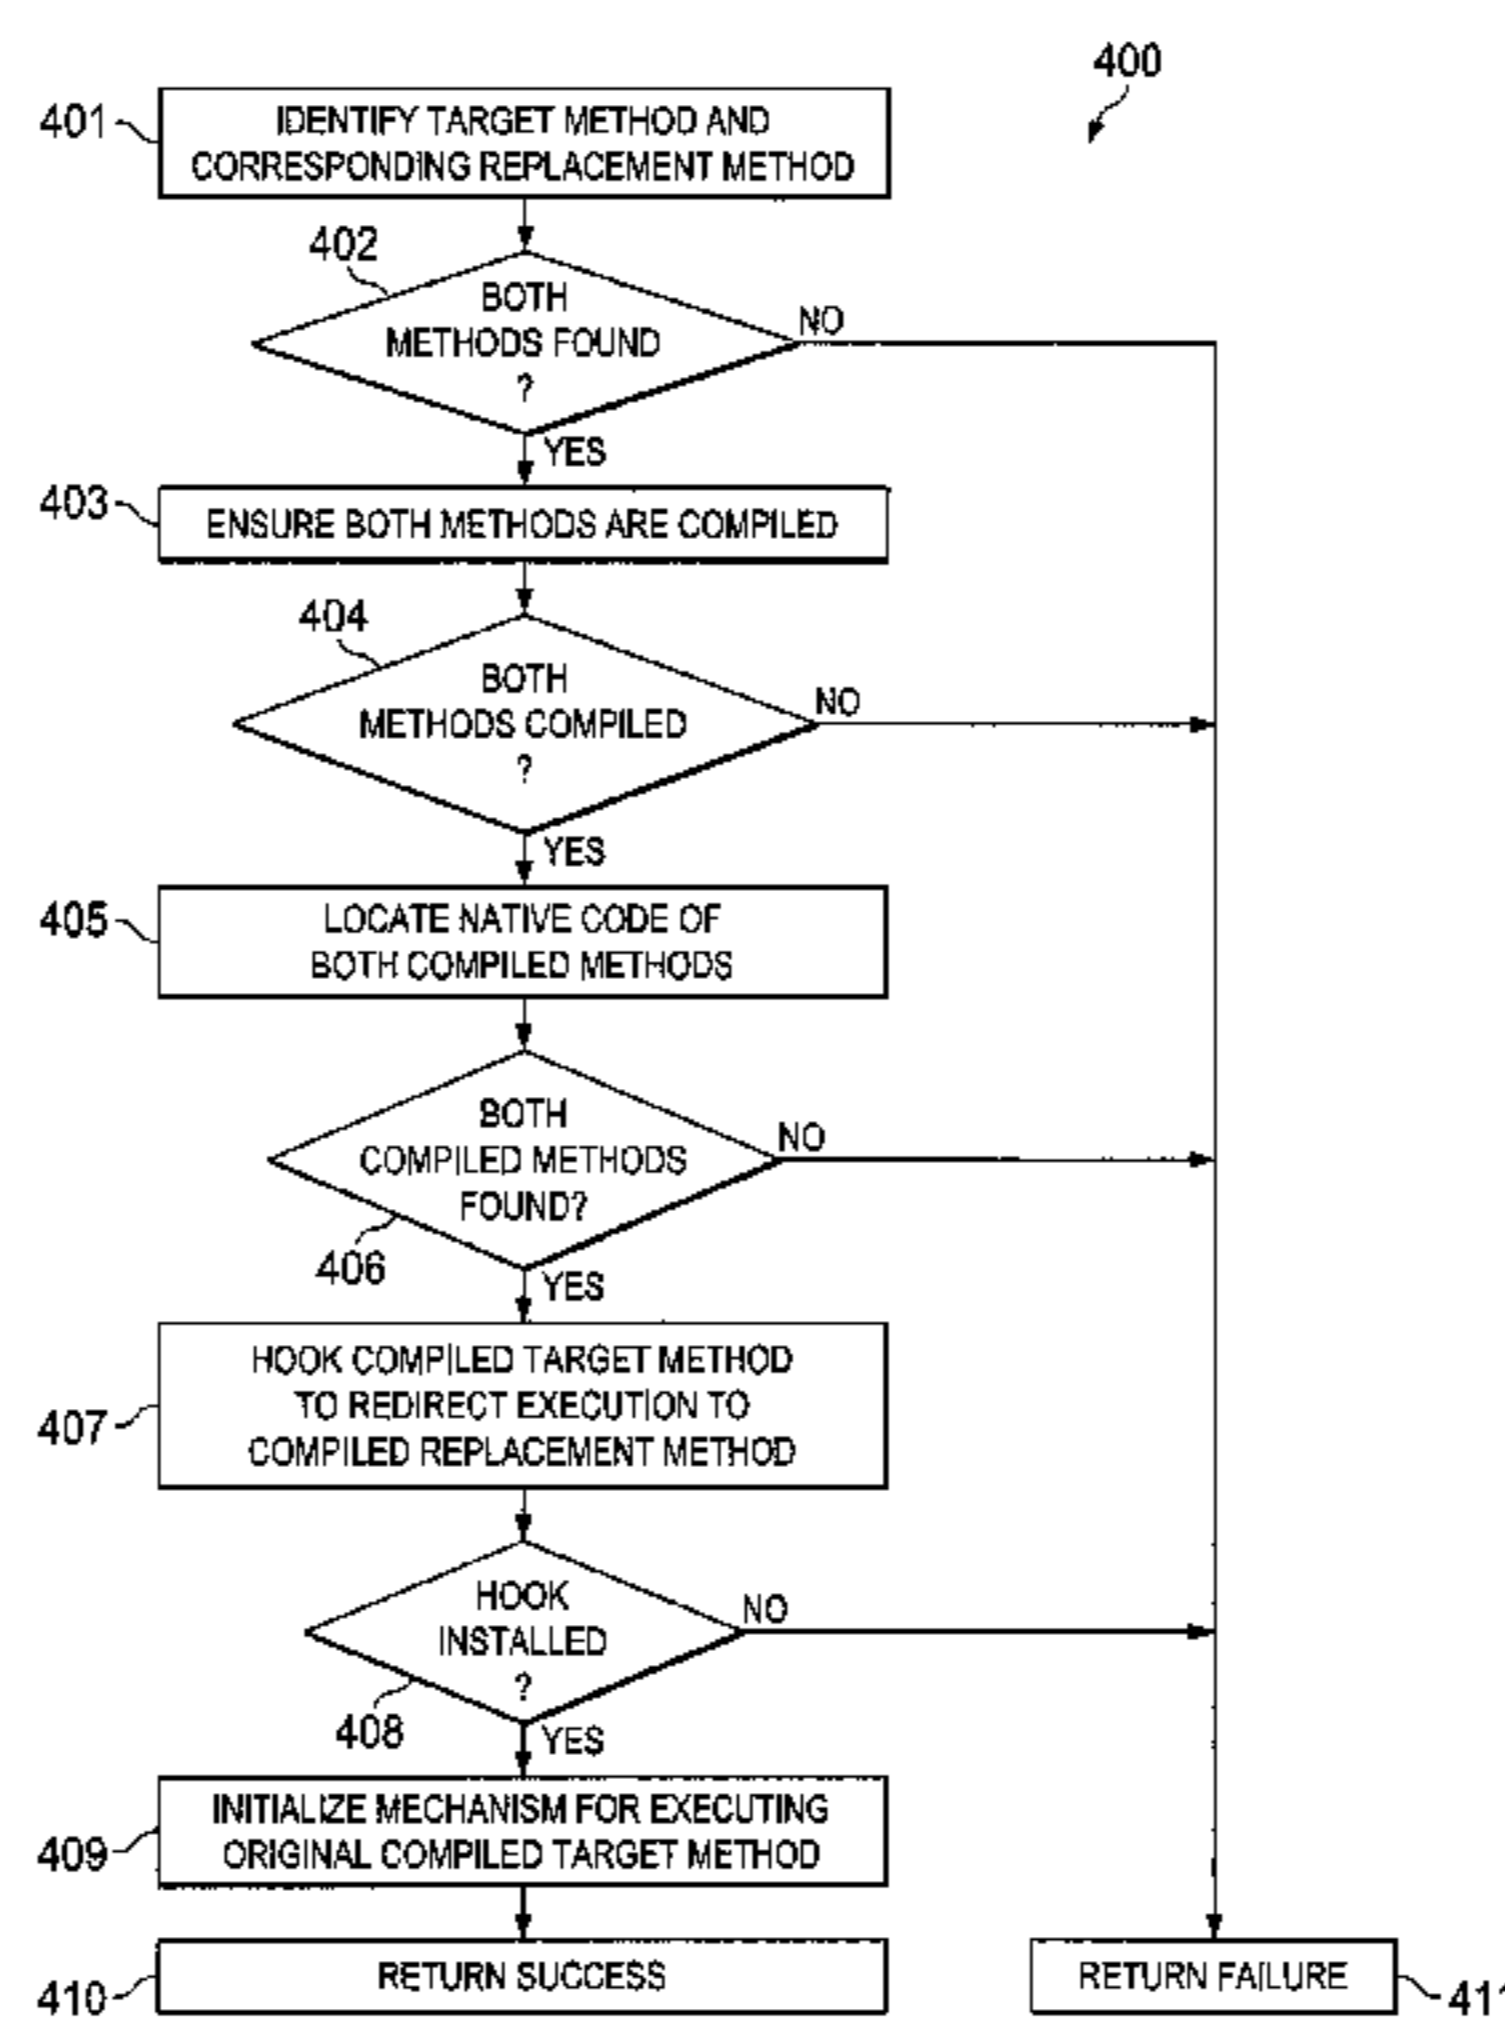 400
401
IDENTIFY TARGET METHOD AND
CORRESPONDING REPLACEMENT METHOD
402
BOTH
METHODS FOUND
?
NO
YES
403
ENSURE BOTH METHODS ARE COMPILED
404
BOTH
METHODS COMPILED
?
NO
YES
405
LOCATE NATIVE CODE OF
BOTH COMPILED METHODS
BOTH
COMPILED METHODS
FOUND?
NO
406
YES
407
HOOK COMPILED TARGET METHOD
TO REDIRECT EXECUTION TO
COMPILED REPLACEMENT METHOD
HOOK
INSTALLED
?
NO
408
YES
409
INITIALIZE MECHANISM FOR EXECUTING
ORIGINAL COMPILED TARGET METHOD
410
RETURN SUCCESS
RETURN FAILURE
411